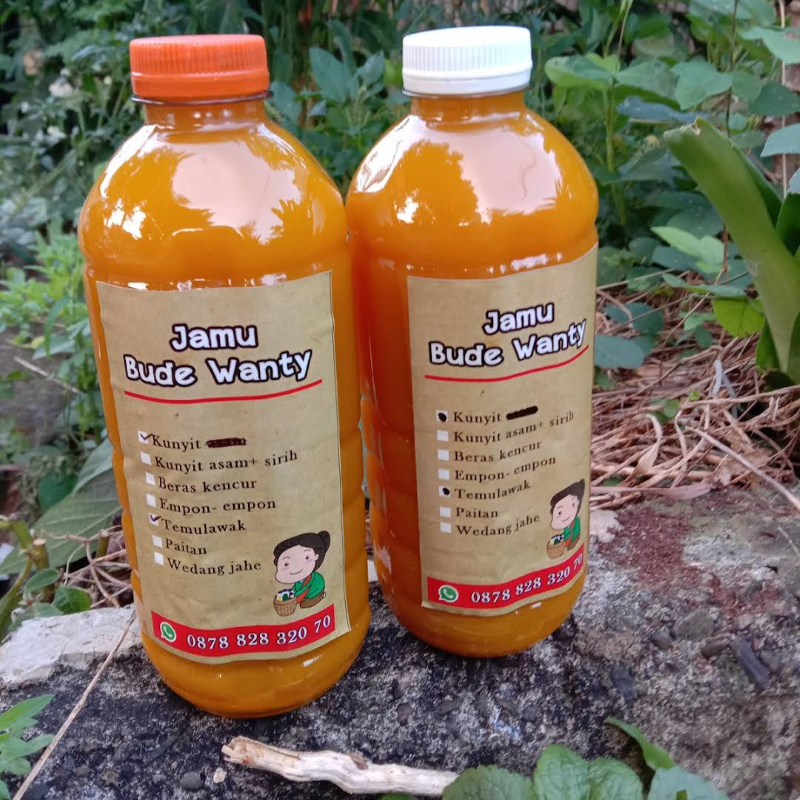 Jamu
Bude Wanty
Kunyit
Kunyit asam+ sirih
Beras kencur
Empon- empon
Temulawak
Paitan
Wedang jahe
0878 828 320 70
Jamu
Bude Wanty
Kunyit
Kunyit asam+ sirih
Beras kencur
Empon- empon
Temulawak
Paitan
Wedang jahe
0878 828 320 70